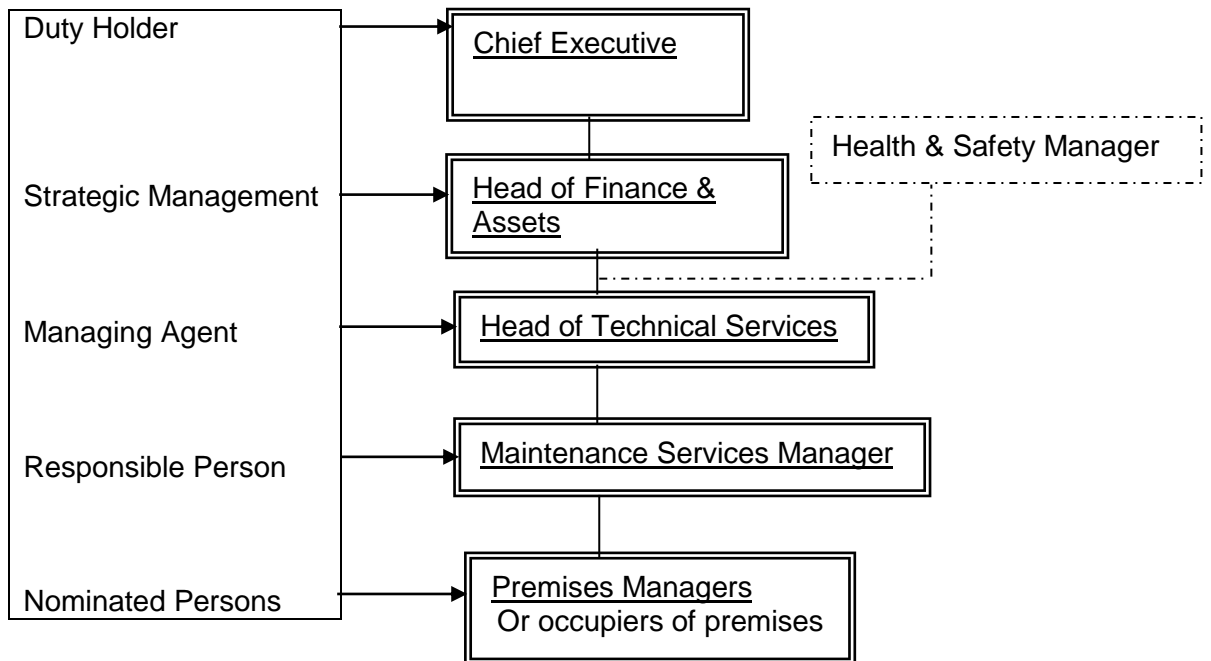 Duty Holder
Chief Executive
Health & Safety Manager
Strategic Management
Head of Finance &
Assets
Managing Agent
Head of Technical Services
Responsible Person
Maintenance Services Manager
Nominated Persons
Premises Managers
Or occupiers of premises